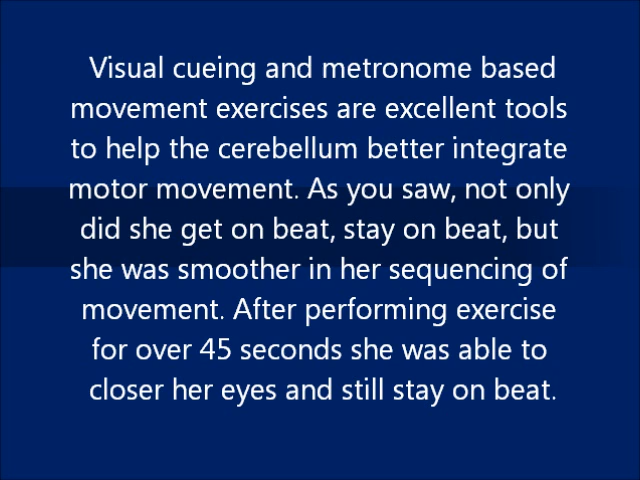 Visual cueing and metronome based
movement exercises are excellent tools
to help the cerebellum better integrate
motor movement. As you saw, not only
did she get on beat, stay on beat, but
she was smoother in her sequencing of
movement. After performing exercise
for over 45 seconds she was able to
closer her eyes and still stay on beat.